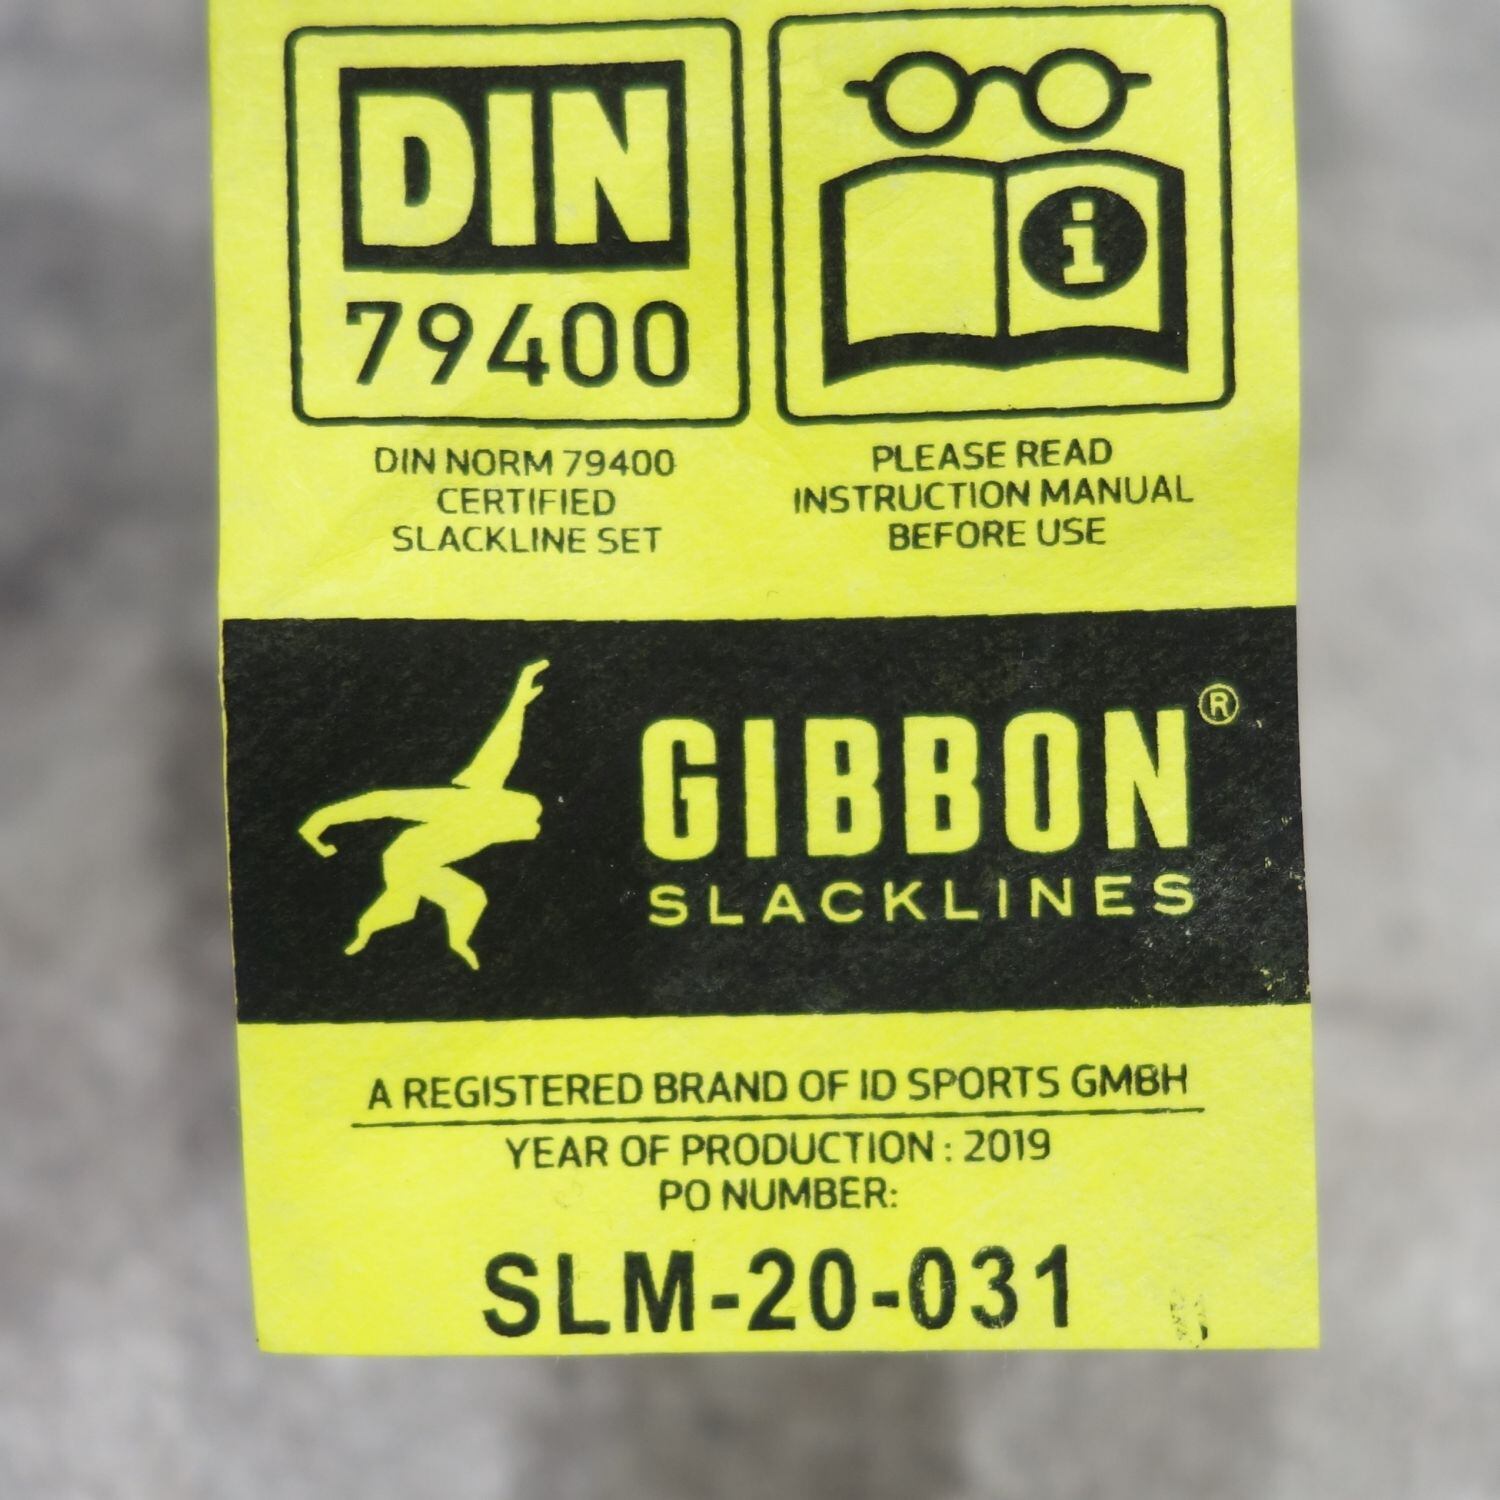 DIN
79400
DIN NORM 79400
CERTIFIED
SLACKLINE SET
i
PLEASE READ
INSTRUCTION MANUAL
BEFORE USE
GIBBON®
SLACKLINES
A REGISTERED BRAND OF ID SPORTS GMBH
YEAR OF PRODUCTION : 2019
PO NUMBER:
SLM-20-031